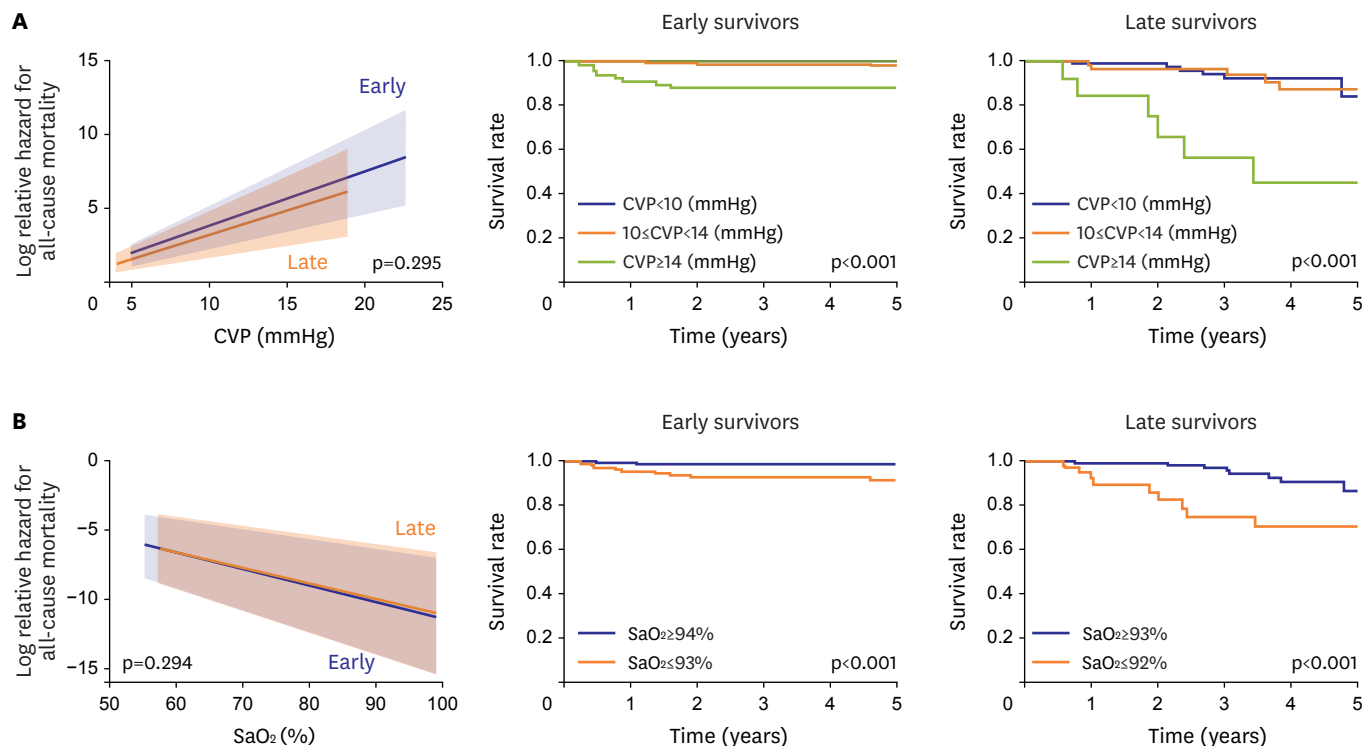 A
Log relative hazard for
all-cause mortality
15
10
5
0
5
10
15
20
25
CVP (mmHg)
Early
Late
p=0.295
Early survivors
Survival rate
1.0
0.8
0.6
0.4
0.2
0
1
2
3
4
5
Time (years)
CVP<10 (mmHg)
10≤CVP<14 (mmHg)
CVP≥14 (mmHg)
p<0.001
Late survivors
Survival rate
1.0
0.8
0.6
0.4
0.2
0
1
2
3
4
5
Time (years)
CVP<10 (mmHg)
10≤CVP<14 (mmHg)
CVP≥14 (mmHg)
p<0.001
B
Log relative hazard for
all-cause mortality
0
−5
−10
−15
50
60
70
80
90
100
SaO₂ (%)
Late
Early
p=0.294
Early survivors
Survival rate
1.0
0.8
0.6
0.4
0.2
0
1
2
3
4
5
Time (years)
SaO₂≥94%
SaO₂≤93%
p<0.001
Late survivors
Survival rate
1.0
0.8
0.6
0.4
0.2
0
1
2
3
4
5
Time (years)
SaO₂≥93%
SaO₂≤92%
p<0.001